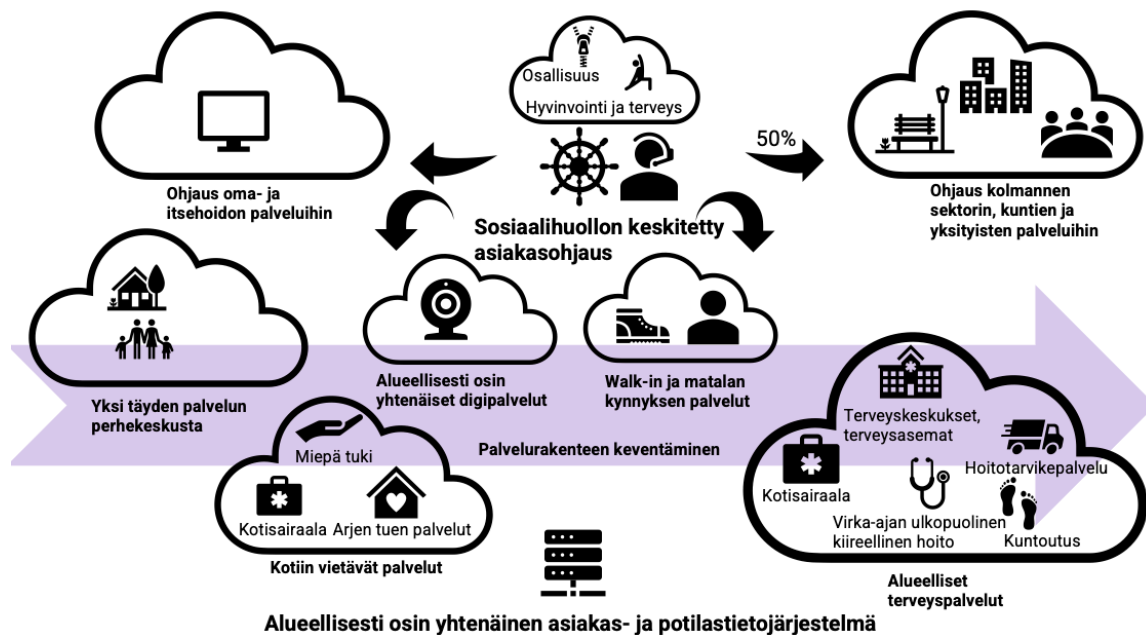 Osallisuus
Hyvinvointi ja terveys
50%
Ohjaus oma- ja
itsehoidon palveluihin
Sosiaalihuollon keskitetty
asiakasohjaus
Ohjaus kolmannen
sektorin, kuntien ja
yksityisten palveluihin
Yksi täyden palvelun
perhekeskusta
Alueellisesti osin
yhtenäiset digipalvelut
Walk-in ja matalan
kynnyksen palvelut
Palvelurakenteen keventäminen
Miepä tuki
Kotisairaala
Arjen tuen palvelut
Kotiin vietävät palvelut
Terveyskeskukset,
terveysasemat
Kotisairaala
Hoitotarvikepalvelu
Virka-ajan ulkopuolinen
kiireellinen hoito
Kuntoutus
Alueelliset
terveyspalvelut
Alueellisesti osin yhtenäinen asiakas- ja potilastietojärjestelmä